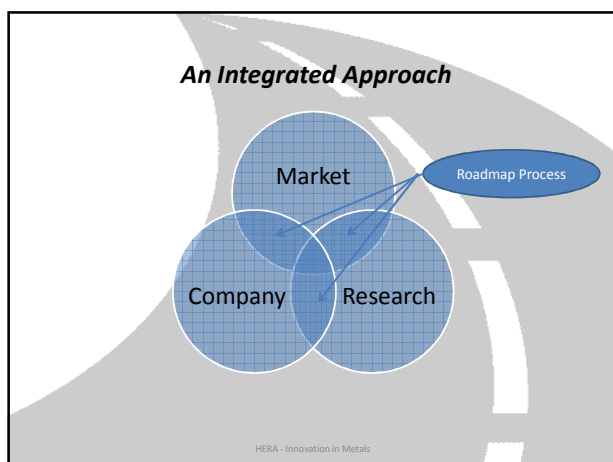 An Integrated Approach
Market
Roadmap Process
Company
Research
HERA - Innovation in Metals